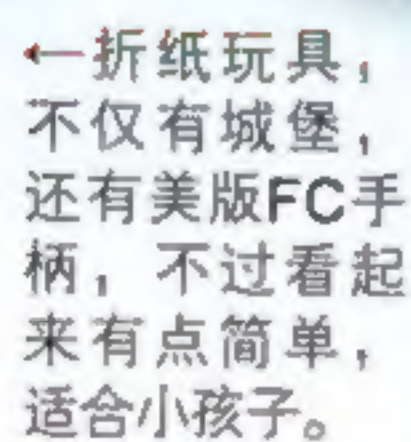 ←折纸玩具，
不仅有城堡，
还有美版FC手
柄，不过看起
来有点简单，
适合小孩子。